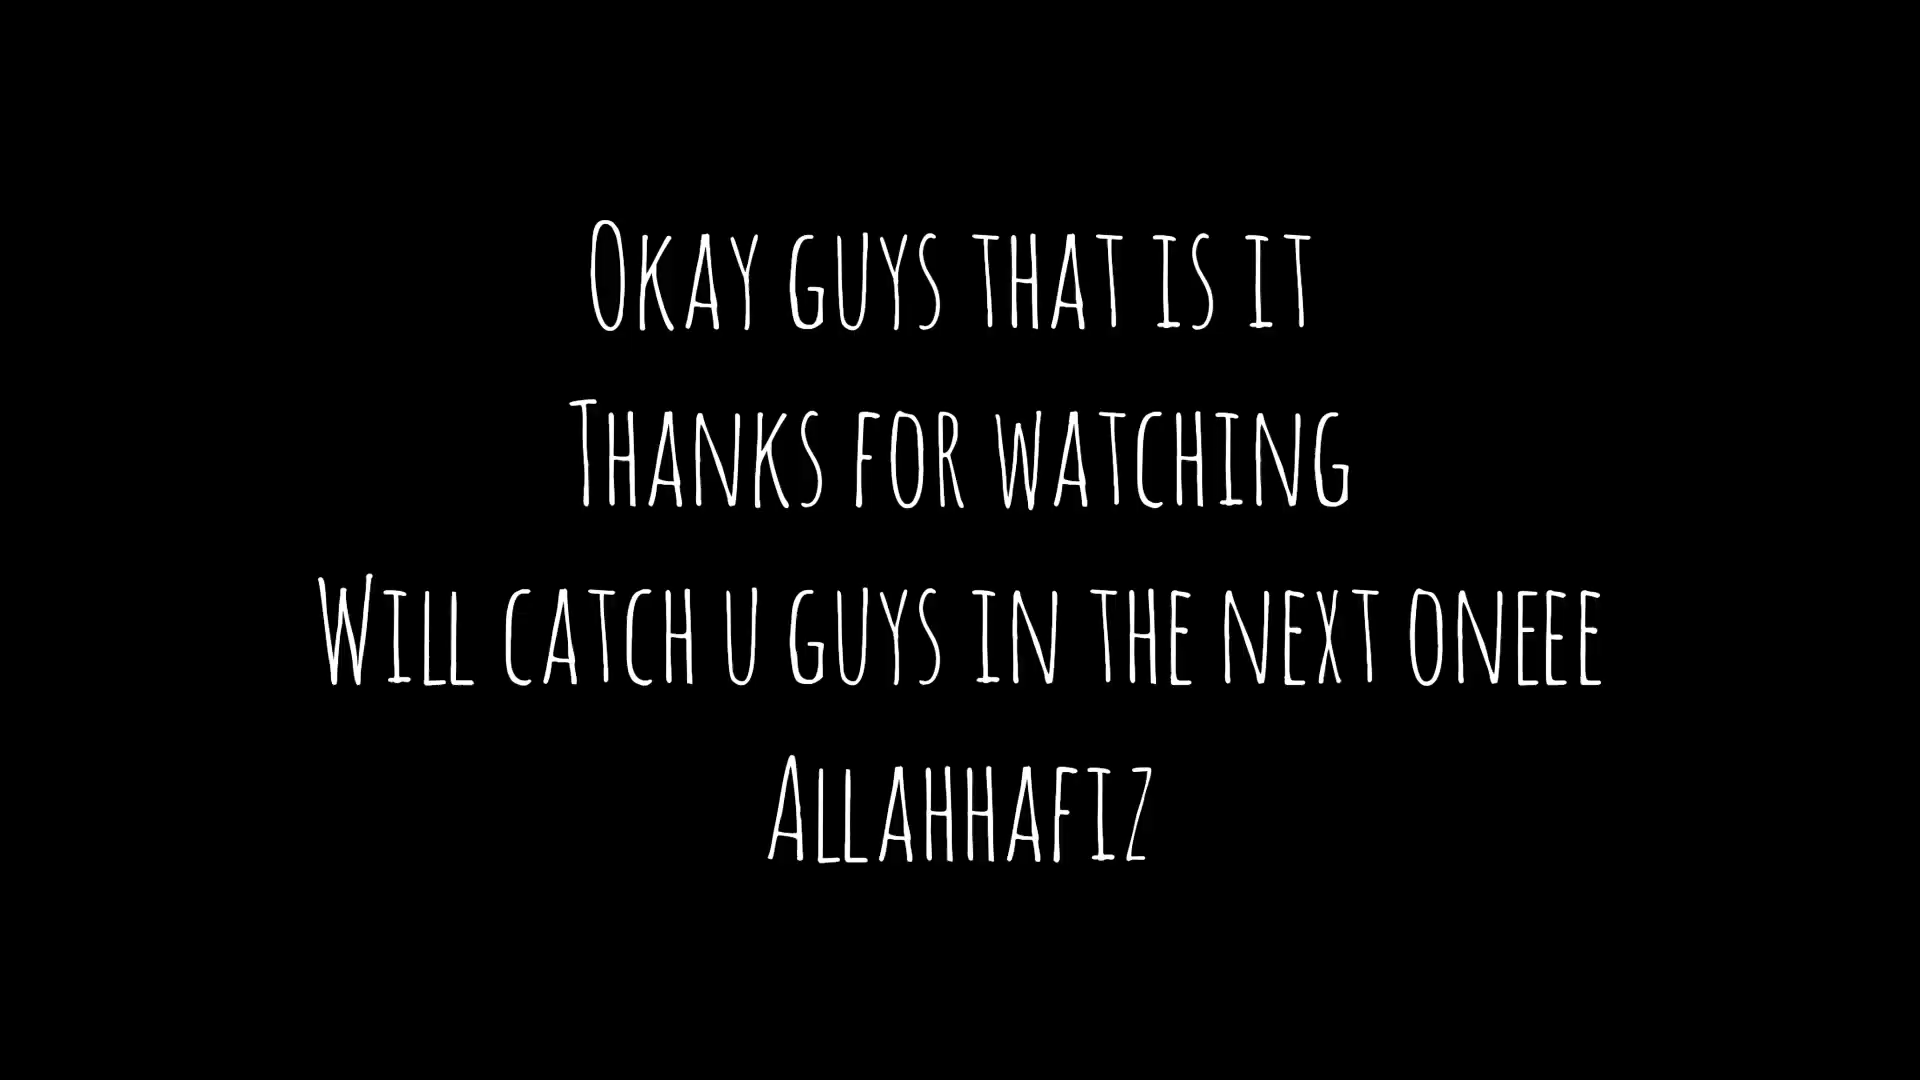 Okay guys that is it
Thanks for watching
Will catch u guys in the next oneee
Allahhafiz